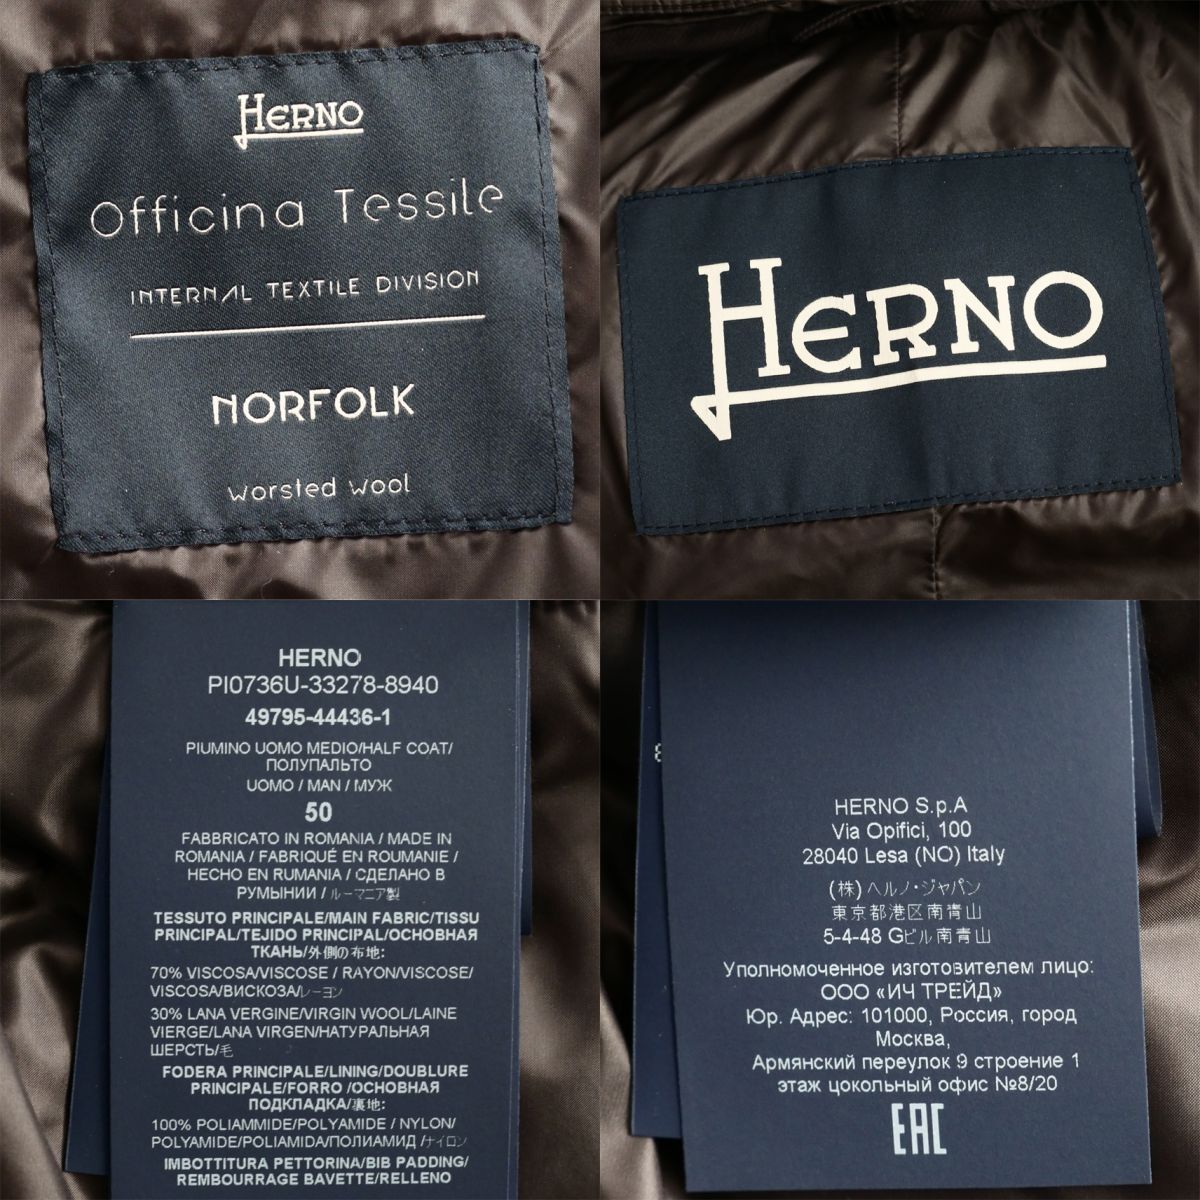 HERNO
Officina Tessile
INTERNAL TEXTILE DIVISION
NORFOLK
worsted wool
HERNO
HERNO
PI0736U-33278-8940
49795-44436-1
PIUMINO UOMO MEDIO/HALF COAT/
ПОЛУПАЛЬТО
UOMO / MAN / МУЖ
50
FABBRICATO IN ROMANIA / MADE IN
ROMANIA / FABRIQUÉ EN ROUMANIE /
HECHO EN RUMANIA / СДЕЛАНО В
РУМЫНИИ / ルーマニア製
TESSUTO PRINCIPALE/MAIN FABRIC/TISSU
PRINCIPAL/TEJIDO PRINCIPAL/ОСНОВНАЯ
ТКАНЬ/外側の布地:
70% VISCOSA/VISCOSE / RAYON/VISCOSE/
VISCOSA/ВИСКОЗА/レーヨン
30% LANA VERGINE/VIRGIN WOOL/LAINE
VIERGE/LANA VIRGEN/НАТУРАЛЬНАЯ
ШЕРСТЬ/毛
FODERA PRINCIPALE/LINING/DOUBLURE
PRINCIPALE/FORRO /ОСНОВНАЯ
ПОДКЛАДКА/裏地:
100% POLIAMMIDE/POLYAMIDE / NYLON/
POLYAMIDE/POLIAMIDA/ПОЛИАМИД /ナイロン
IMBOTTITURA PETTORINA/BIB PADDING/
REMBOURRAGE BAVETTE/RELLENO
HERNO S.p.A
Via Opifici, 100
28040 Lesa (NO) Italy
(株)ヘルノ・ジャパン
東京都港区南青山
5-4-48 Gビル南青山
Уполномоченное изготовителем лицо:
ООО «ИЧ ТРЕЙД»
Юр. Адрес: 101000, Россия, город
Москва,
Армянский переулок 9 строение 1
этаж цокольный офис №8/20
EAC